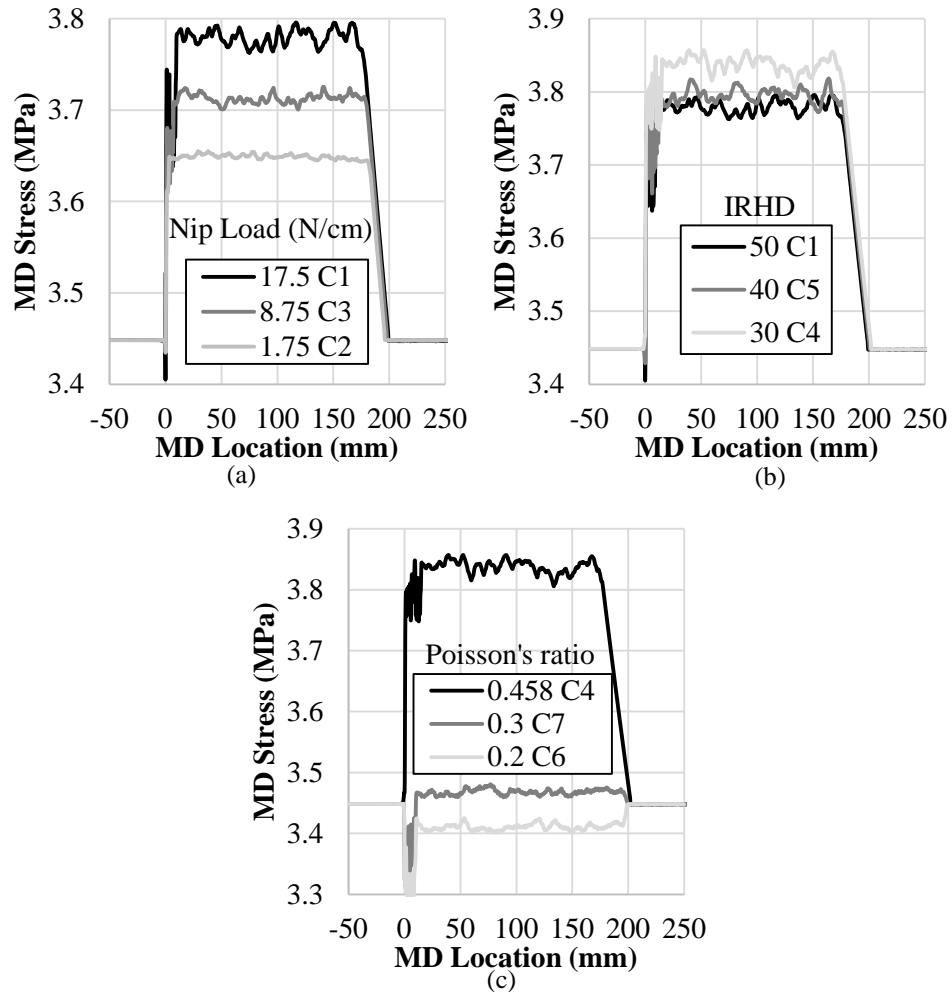 3.8
3.7
3.6
3.5
3.4
MD Stress (MPa)
Nip Load (N/cm)
17.5 C1
8.75 C3
1.75 C2
-50 0 50 100 150 200 250
MD Location (mm)
(a)
3.9
3.8
3.7
3.6
3.5
3.4
MD Stress (MPa)
IRHD
50 C1
40 C5
30 C4
-50 0 50 100 150 200 250
MD Location (mm)
(b)
3.9
3.8
3.7
3.6
3.5
3.4
3.3
MD Stress (MPa)
Poisson's ratio
0.458 C4
0.3 C7
0.2 C6
-50 0 50 100 150 200 250
MD Location (mm)
(c)